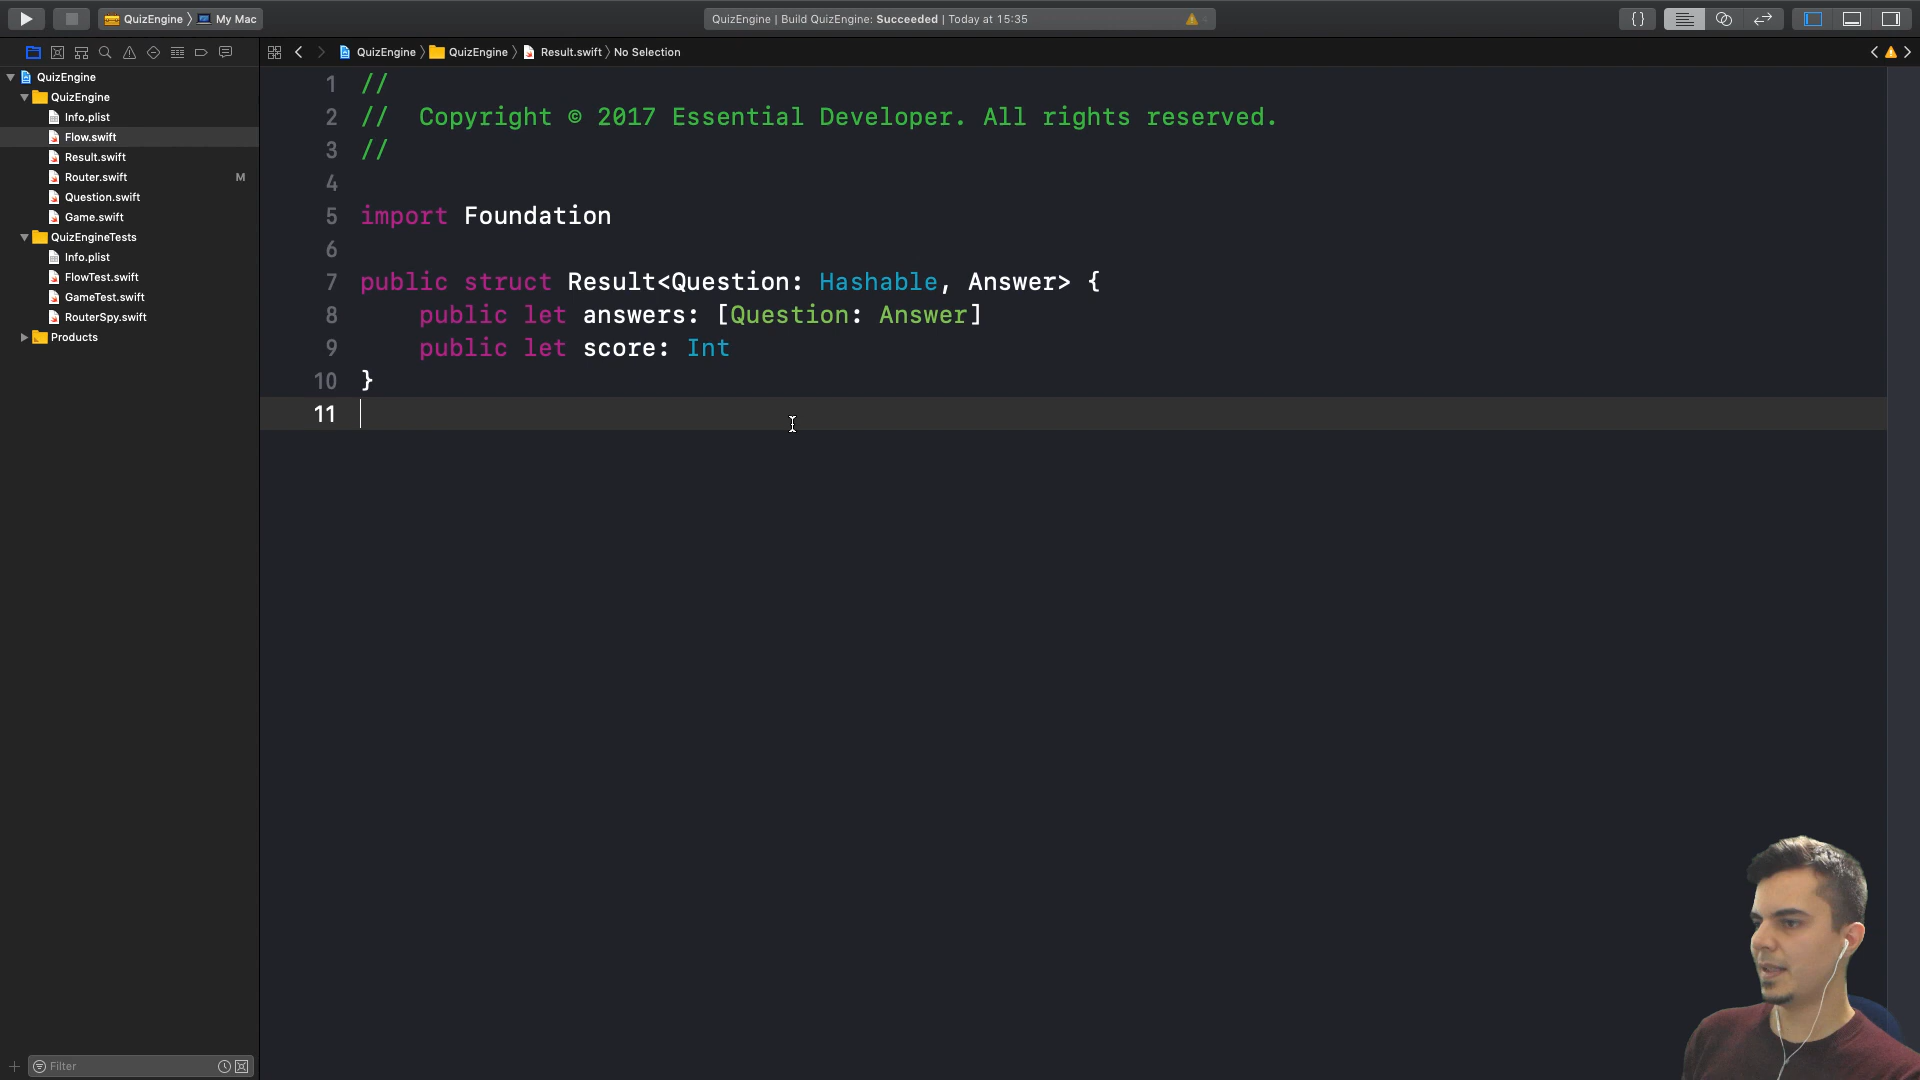 QuizEngine 〉 My Mac
QuizEngine | Build QuizEngine: Succeeded | Today at 15:35
{}
QuizEngine 〉 QuizEngine 〉 Result.swift 〉 No Selection
QuizEngine
QuizEngine
Info.plist
Flow.swift
Result.swift
Router.swift M
Question.swift
Game.swift
QuizEngineTests
Info.plist
FlowTest.swift
GameTest.swift
RouterSpy.swift
Products
Filter
1 //
2 //  Copyright © 2017 Essential Developer. All rights reserved.
3 //
4
5 import Foundation
6
7 public struct Result<Question: Hashable, Answer> {
8     public let answers: [Question: Answer]
9     public let score: Int
10 }
11